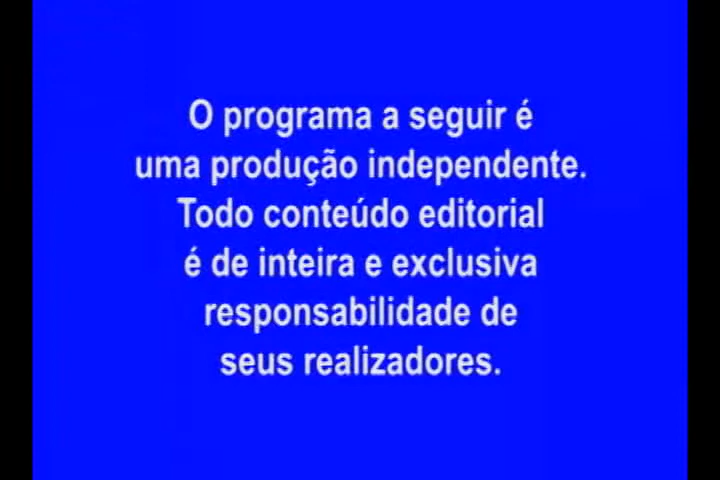 O programa a seguir é
uma produção independente.
Todo conteúdo editorial
é de inteira e exclusiva
responsabilidade de
seus realizadores.